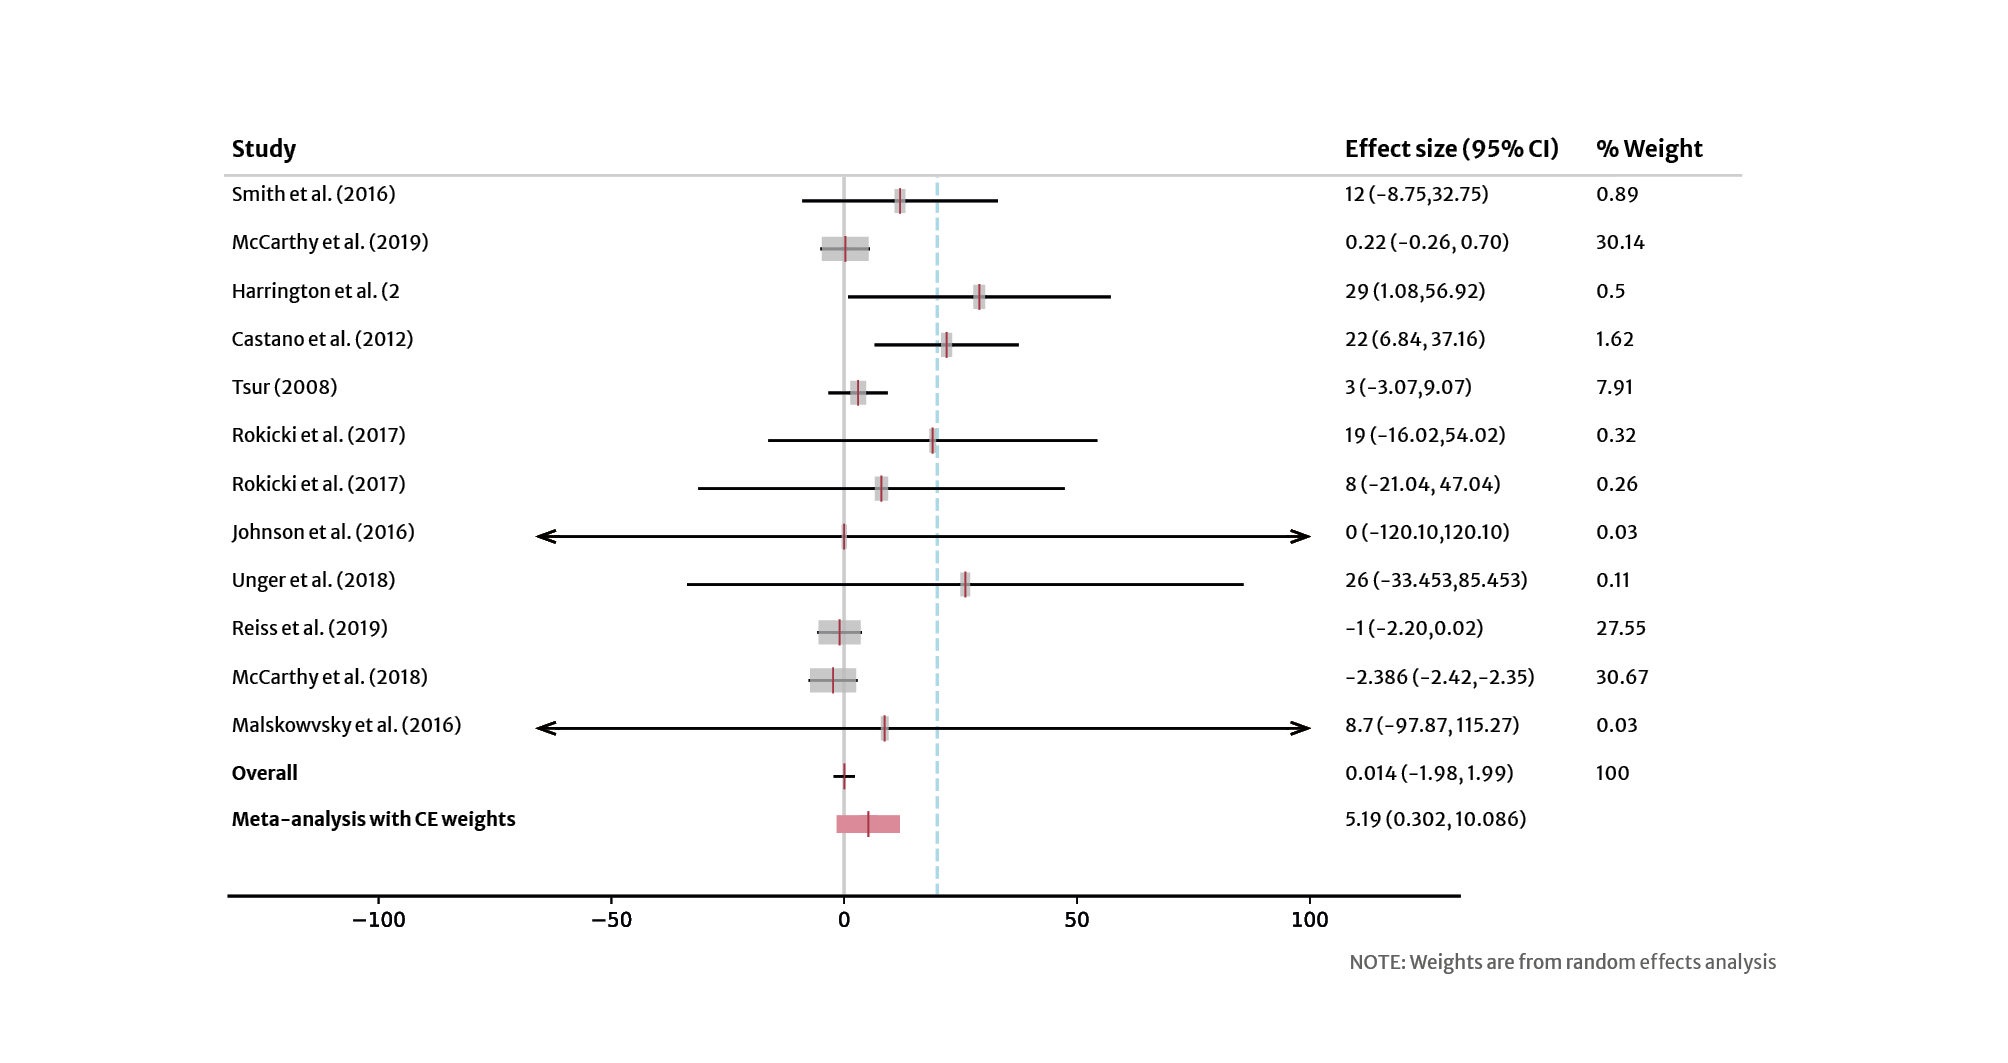 Study Effect size (95% CI) % Weight
Smith et al. (2016) 12 (-8.75,32.75) 0.89
McCarthy et al. (2019) 0.22 (-0.26, 0.70) 30.14
Harrington et al. (2 29 (1.08,56.92) 0.5
Castano et al. (2012) 22 (6.84, 37.16) 1.62
Tsur (2008) 3 (-3.07,9.07) 7.91
Rokicki et al. (2017) 19 (-16.02,54.02) 0.32
Rokicki et al. (2017) 8 (-21.04, 47.04) 0.26
Johnson et al. (2016) 0 (-120.10,120.10) 0.03
Unger et al. (2018) 26 (-33.453,85.453) 0.11
Reiss et al. (2019) -1 (-2.20,0.02) 27.55
McCarthy et al. (2018) -2.386 (-2.42,-2.35) 30.67
Malskowvsky et al. (2016) 8.7 (-97.87, 115.27) 0.03
Overall 0.014 (-1.98, 1.99) 100
Meta-analysis with CE weights 5.19 (0.302, 10.086)
−100 −50 0 50 100
NOTE: Weights are from random effects analysis